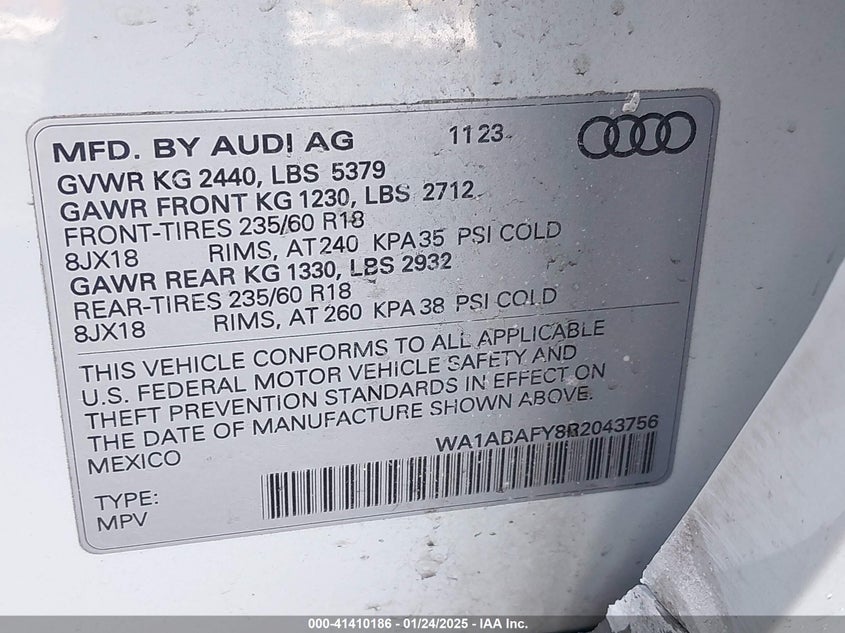 MFD. BY AUDI AG 1123
GVWR KG 2440, LBS 5379
GAWR FRONT KG 1230, LBS 2712
FRONT-TIRES 235/60 R18
8JX18 RIMS, AT 240 KPA 35 PSI COLD
GAWR REAR KG 1330, LBS 2932
REAR-TIRES 235/60 R18
8JX18 RIMS, AT 260 KPA 38 PSI COLD
THIS VEHICLE CONFORMS TO ALL APPLICABLE
U.S. FEDERAL MOTOR VEHICLE SAFETY AND
THEFT PREVENTION STANDARDS IN EFFECT ON
THE DATE OF MANUFACTURE SHOWN ABOVE.
MEXICO WA1ABAFY8R2043756
TYPE:
MPV
000-41410186 - 01/24/2025 - IAA Inc.